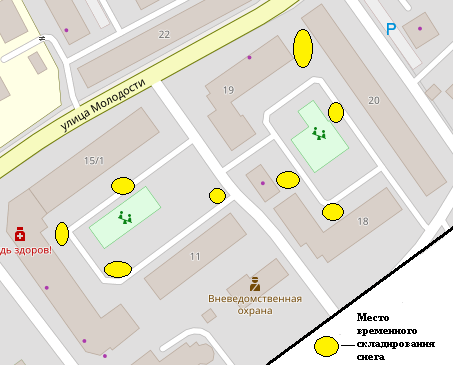 22
P
улица Молодости
19
20
15/1
18
дь здоров!
11
Вневедомственная
охрана
Место
временного
складирования
снега